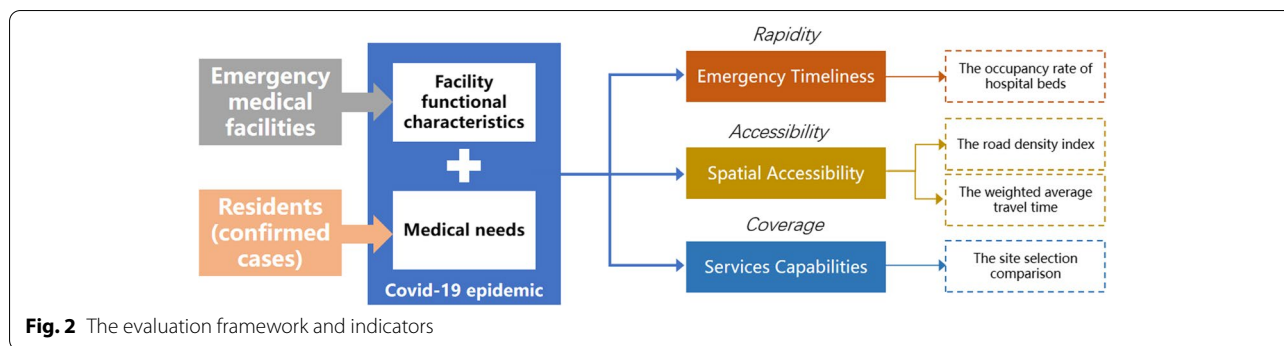 Emergency
medical
facilities
Residents
(confirmed
cases)
Facility
functional
characteristics
Medical needs
Covid-19 epidemic
Rapidity
Emergency Timeliness
The occupancy rate of
hospital beds
Accessibility
Spatial Accessibility
The road density index
The weighted average
travel time
Coverage
Services Capabilities
The site selection
comparison
Fig. 2 The evaluation framework and indicators